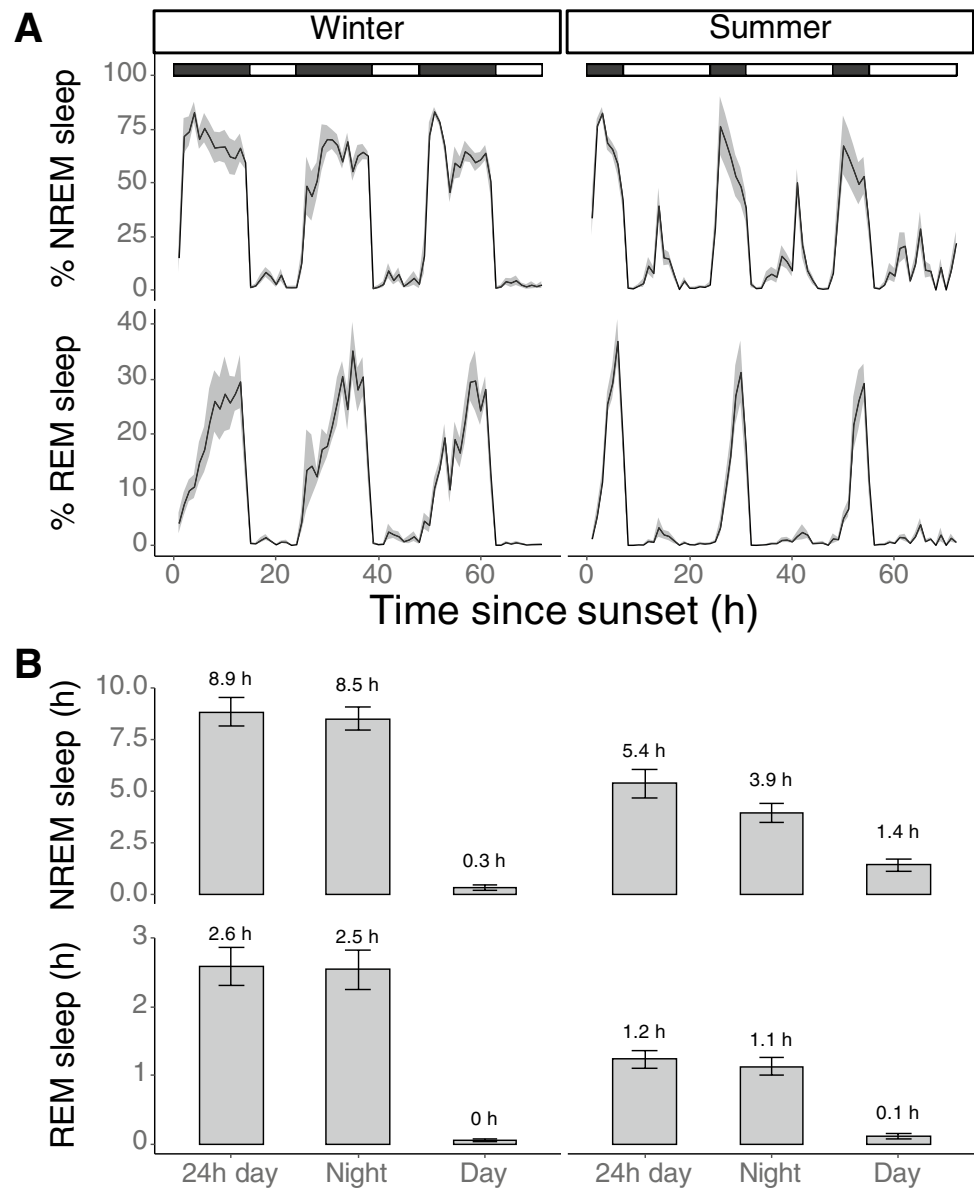 A
Winter Summer
% NREM sleep
100
75
50
25
0
% REM sleep
40
30
20
10
0
0 20 40 60 0 20 40 60
Time since sunset (h)
B
NREM sleep (h)
10.0
7.5
5.0
2.5
0.0
8.9 h 8.5 h 0.3 h 5.4 h 3.9 h 1.4 h
REM sleep (h)
3
2
1
0
2.6 h 2.5 h 0 h 1.2 h 1.1 h 0.1 h
24h day Night Day 24h day Night Day